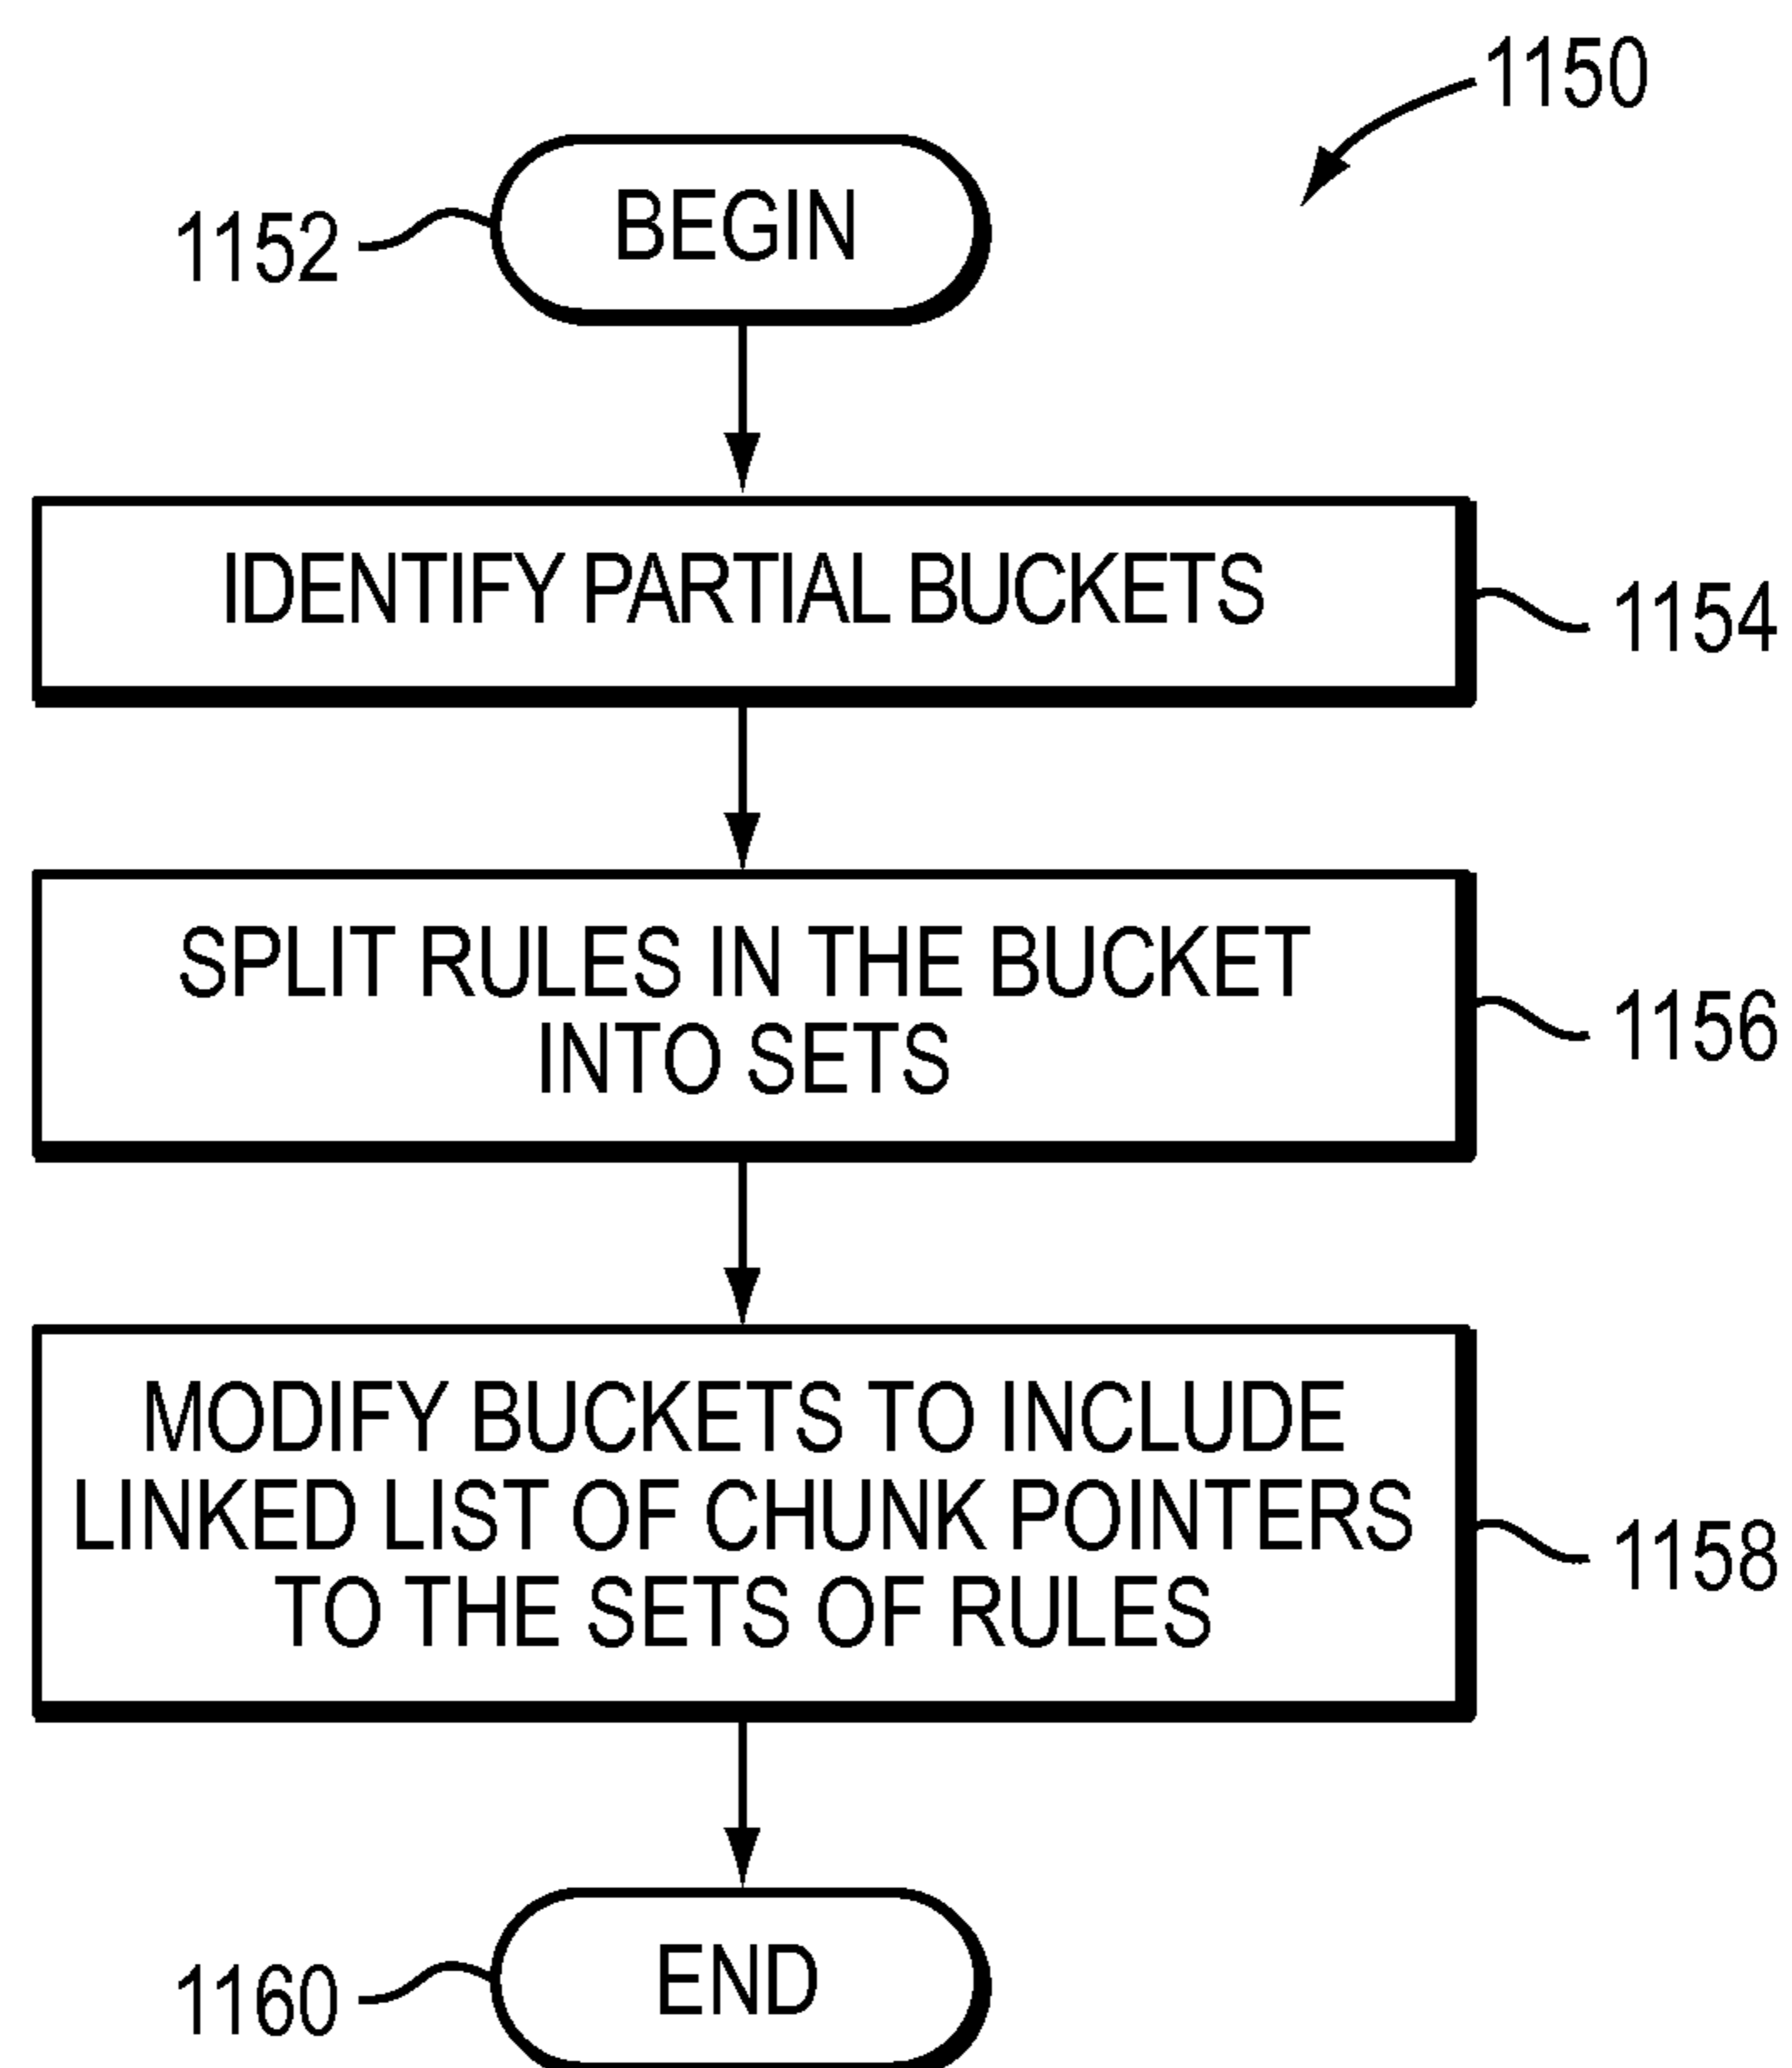 1150
BEGIN
1152
IDENTIFY PARTIAL BUCKETS
1154
SPLIT RULES IN THE BUCKET
INTO SETS
1156
MODIFY BUCKETS TO INCLUDE
LINKED LIST OF CHUNK POINTERS
TO THE SETS OF RULES
1158
END
1160